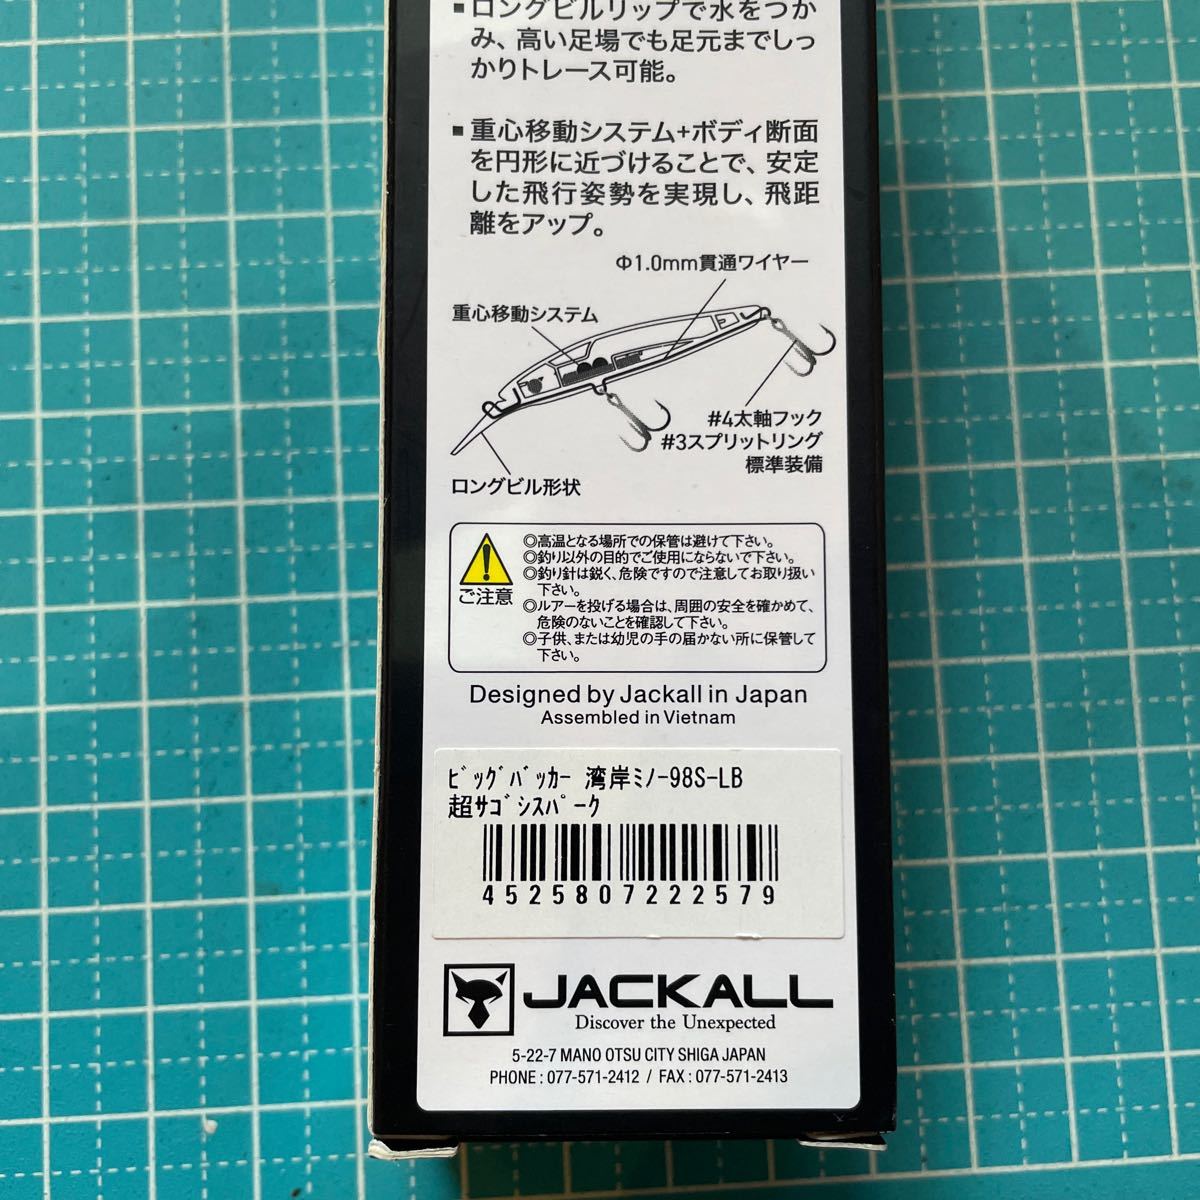 ▪ロングビルリップで水をつか
み、高い足場でも足元までしっ
かりトレース可能。
▪重心移動システム+ボディ断面
を円形に近づけることで、安定
した飛行姿勢を実現し、飛距
離をアップ。
Φ1.0mm貫通ワイヤー
重心移動システム
#4太軸フック
#3スプリットリング
標準装備
ロングビル形状
ご注意
◎高温となる場所での保管は避けて下さい。
◎釣り以外の目的でご使用にならないで下さい。
◎釣り針は鋭く、危険ですので注意してお取り扱い
下さい。
◎ルアーを投げる場合は、周囲の安全を確かめて、
危険のないことを確認して下さい。
◎子供、または幼児の手の届かない所に保管して
下さい。
Designed by Jackall in Japan
Assembled in Vietnam
ﾋﾞｯｸﾞﾊﾞｯｶｰ 湾岸ﾐﾉｰ98S-LB
超ｻｺﾞｼｽﾊﾟｰｸ
4525807222579
JACKALL
Discover the Unexpected
5-22-7 MANO OTSU CITY SHIGA JAPAN
PHONE : 077-571-2412 / FAX : 077-571-2413